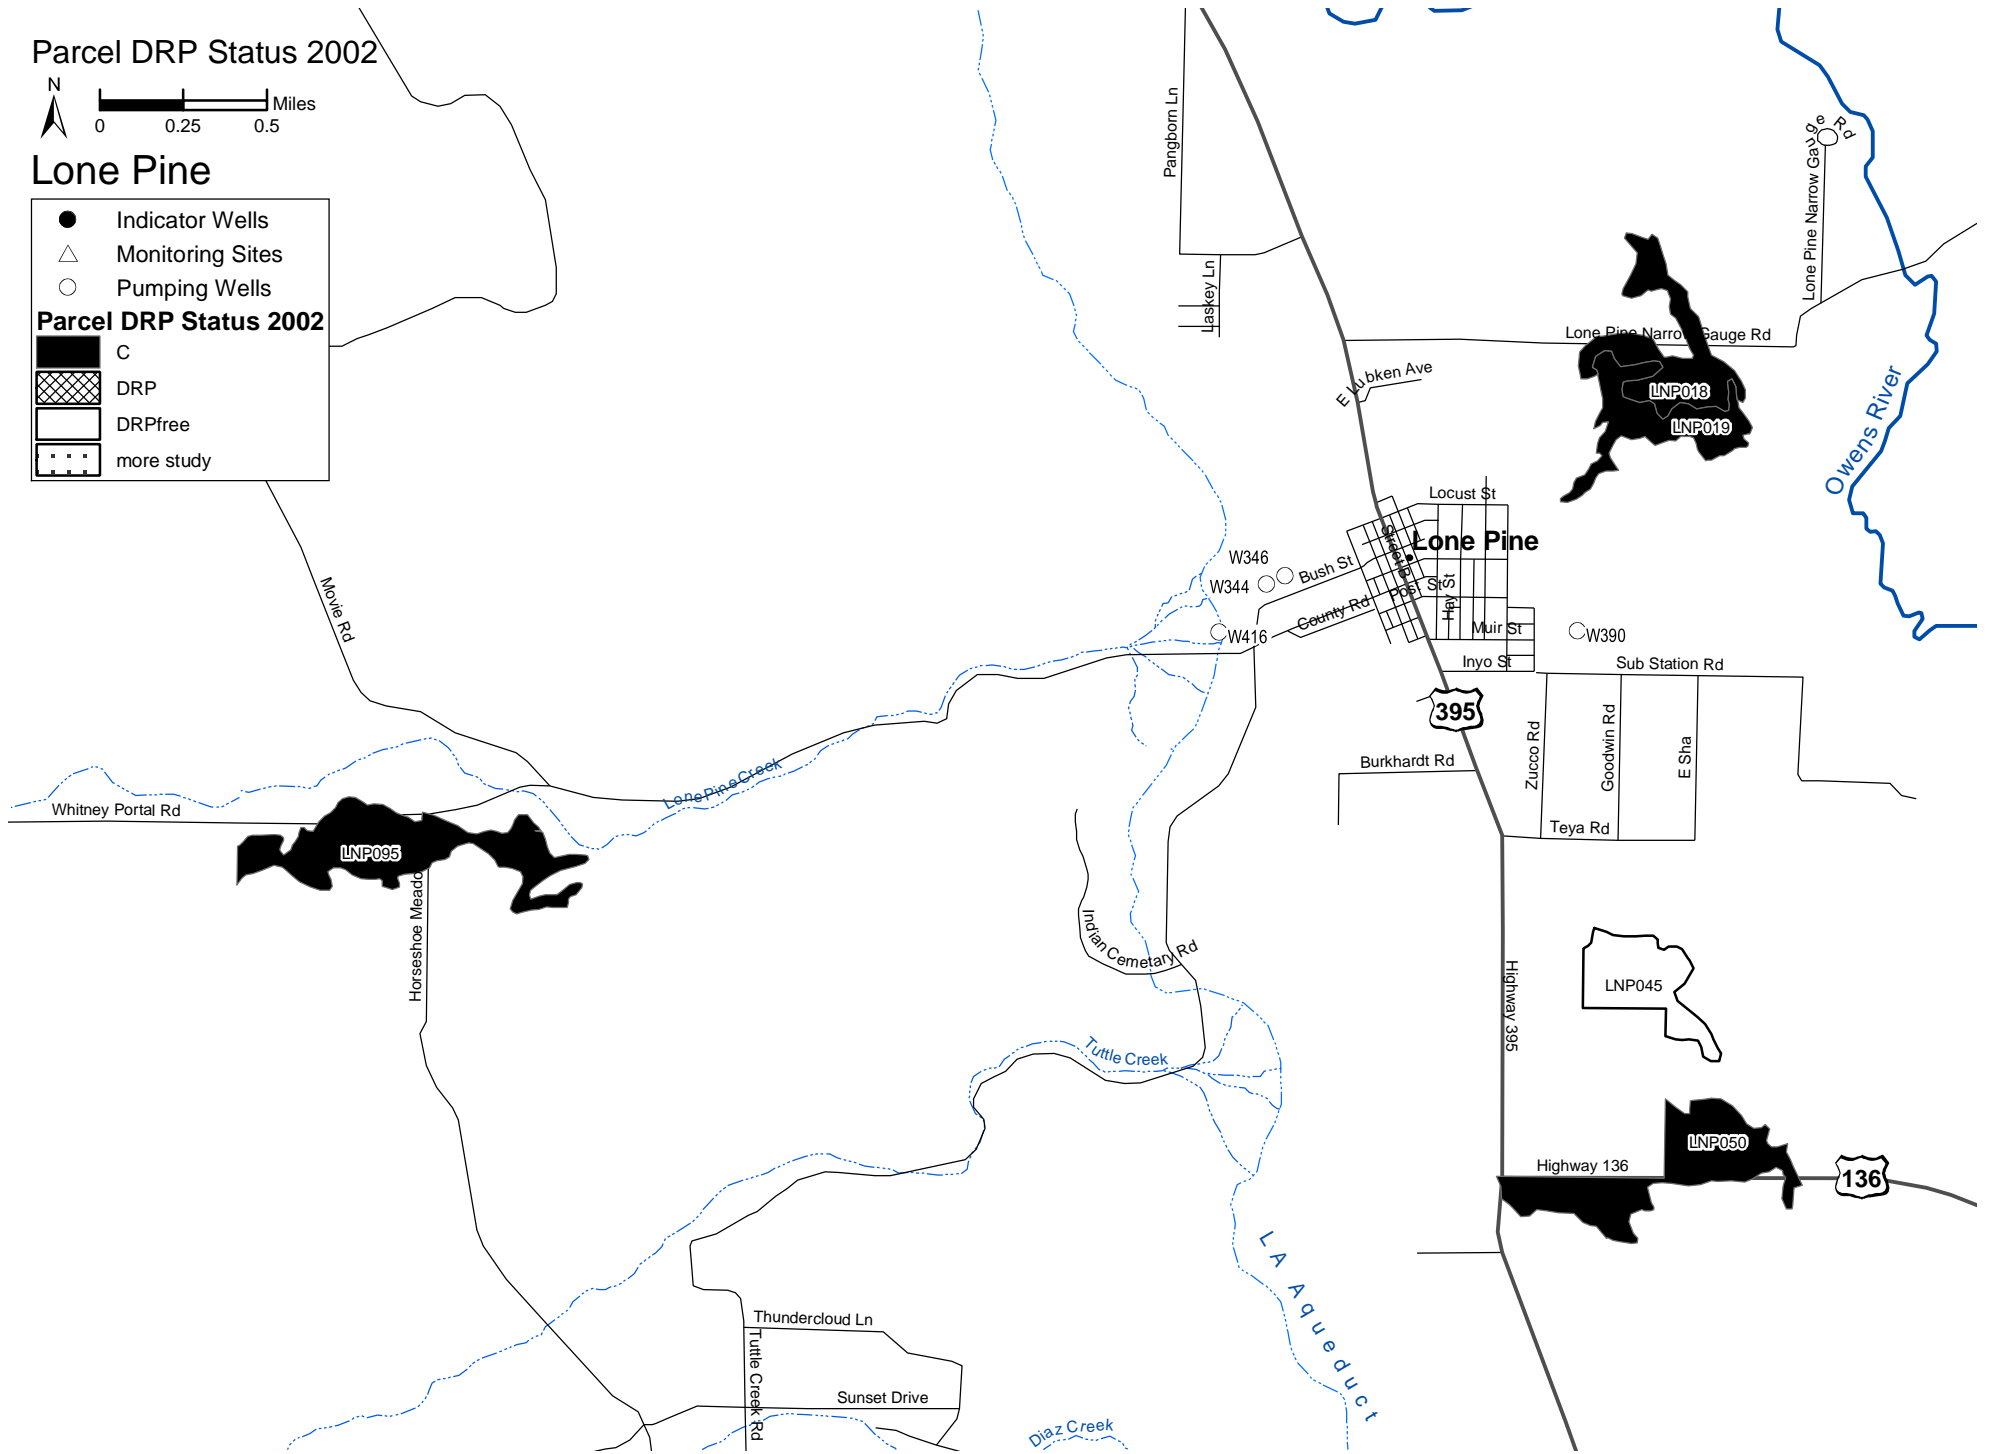 Parcel DRP Status 2002
N
Miles
0 0.25 0.5
Lone Pine
Indicator Wells
Monitoring Sites
Pumping Wells
Parcel DRP Status 2002
C
DRP
DRPfree
more study
Pangborn Ln
Laskey Ln
Lone Pine Narrow Gauge Rd
Lone Pine Narrow Gauge Rd
E Lubken Ave
LNP018
LNP019
Owens River
Locust St
Lone Pine
Street B
W346
W344
Bush St
Post St
Hay St
County Rd
W416
Muir St
W390
Inyo St
Sub Station Rd
Movie Rd
395
Zucco Rd
Goodwin Rd
E Sha
Burkhardt Rd
Teya Rd
Lone Pine Creek
Whitney Portal Rd
LNP095
Horseshoe Meado
Indian Cemetary Rd
Highway 395
LNP045
Tuttle Creek
LNP050
Highway 136
136
LA Aqueduct
Thundercloud Ln
Tuttle Creek Rd
Sunset Drive
Diaz Creek